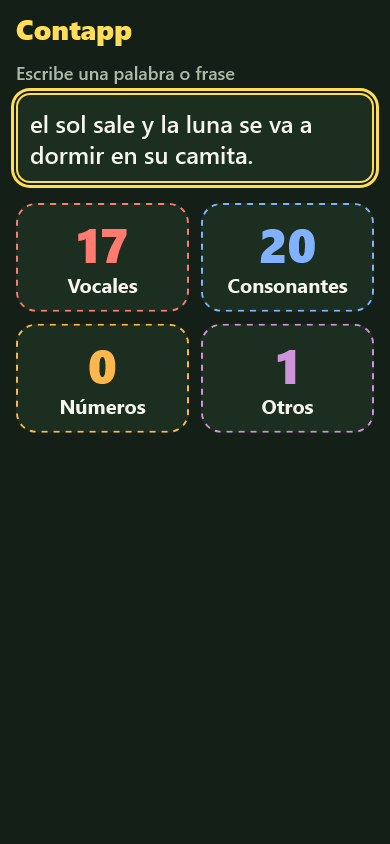 Contapp
Escribe una palabra o frase
el sol sale y la luna se va a
dormir en su camita.
17
Vocales
20
Consonantes
0
Números
1
Otros